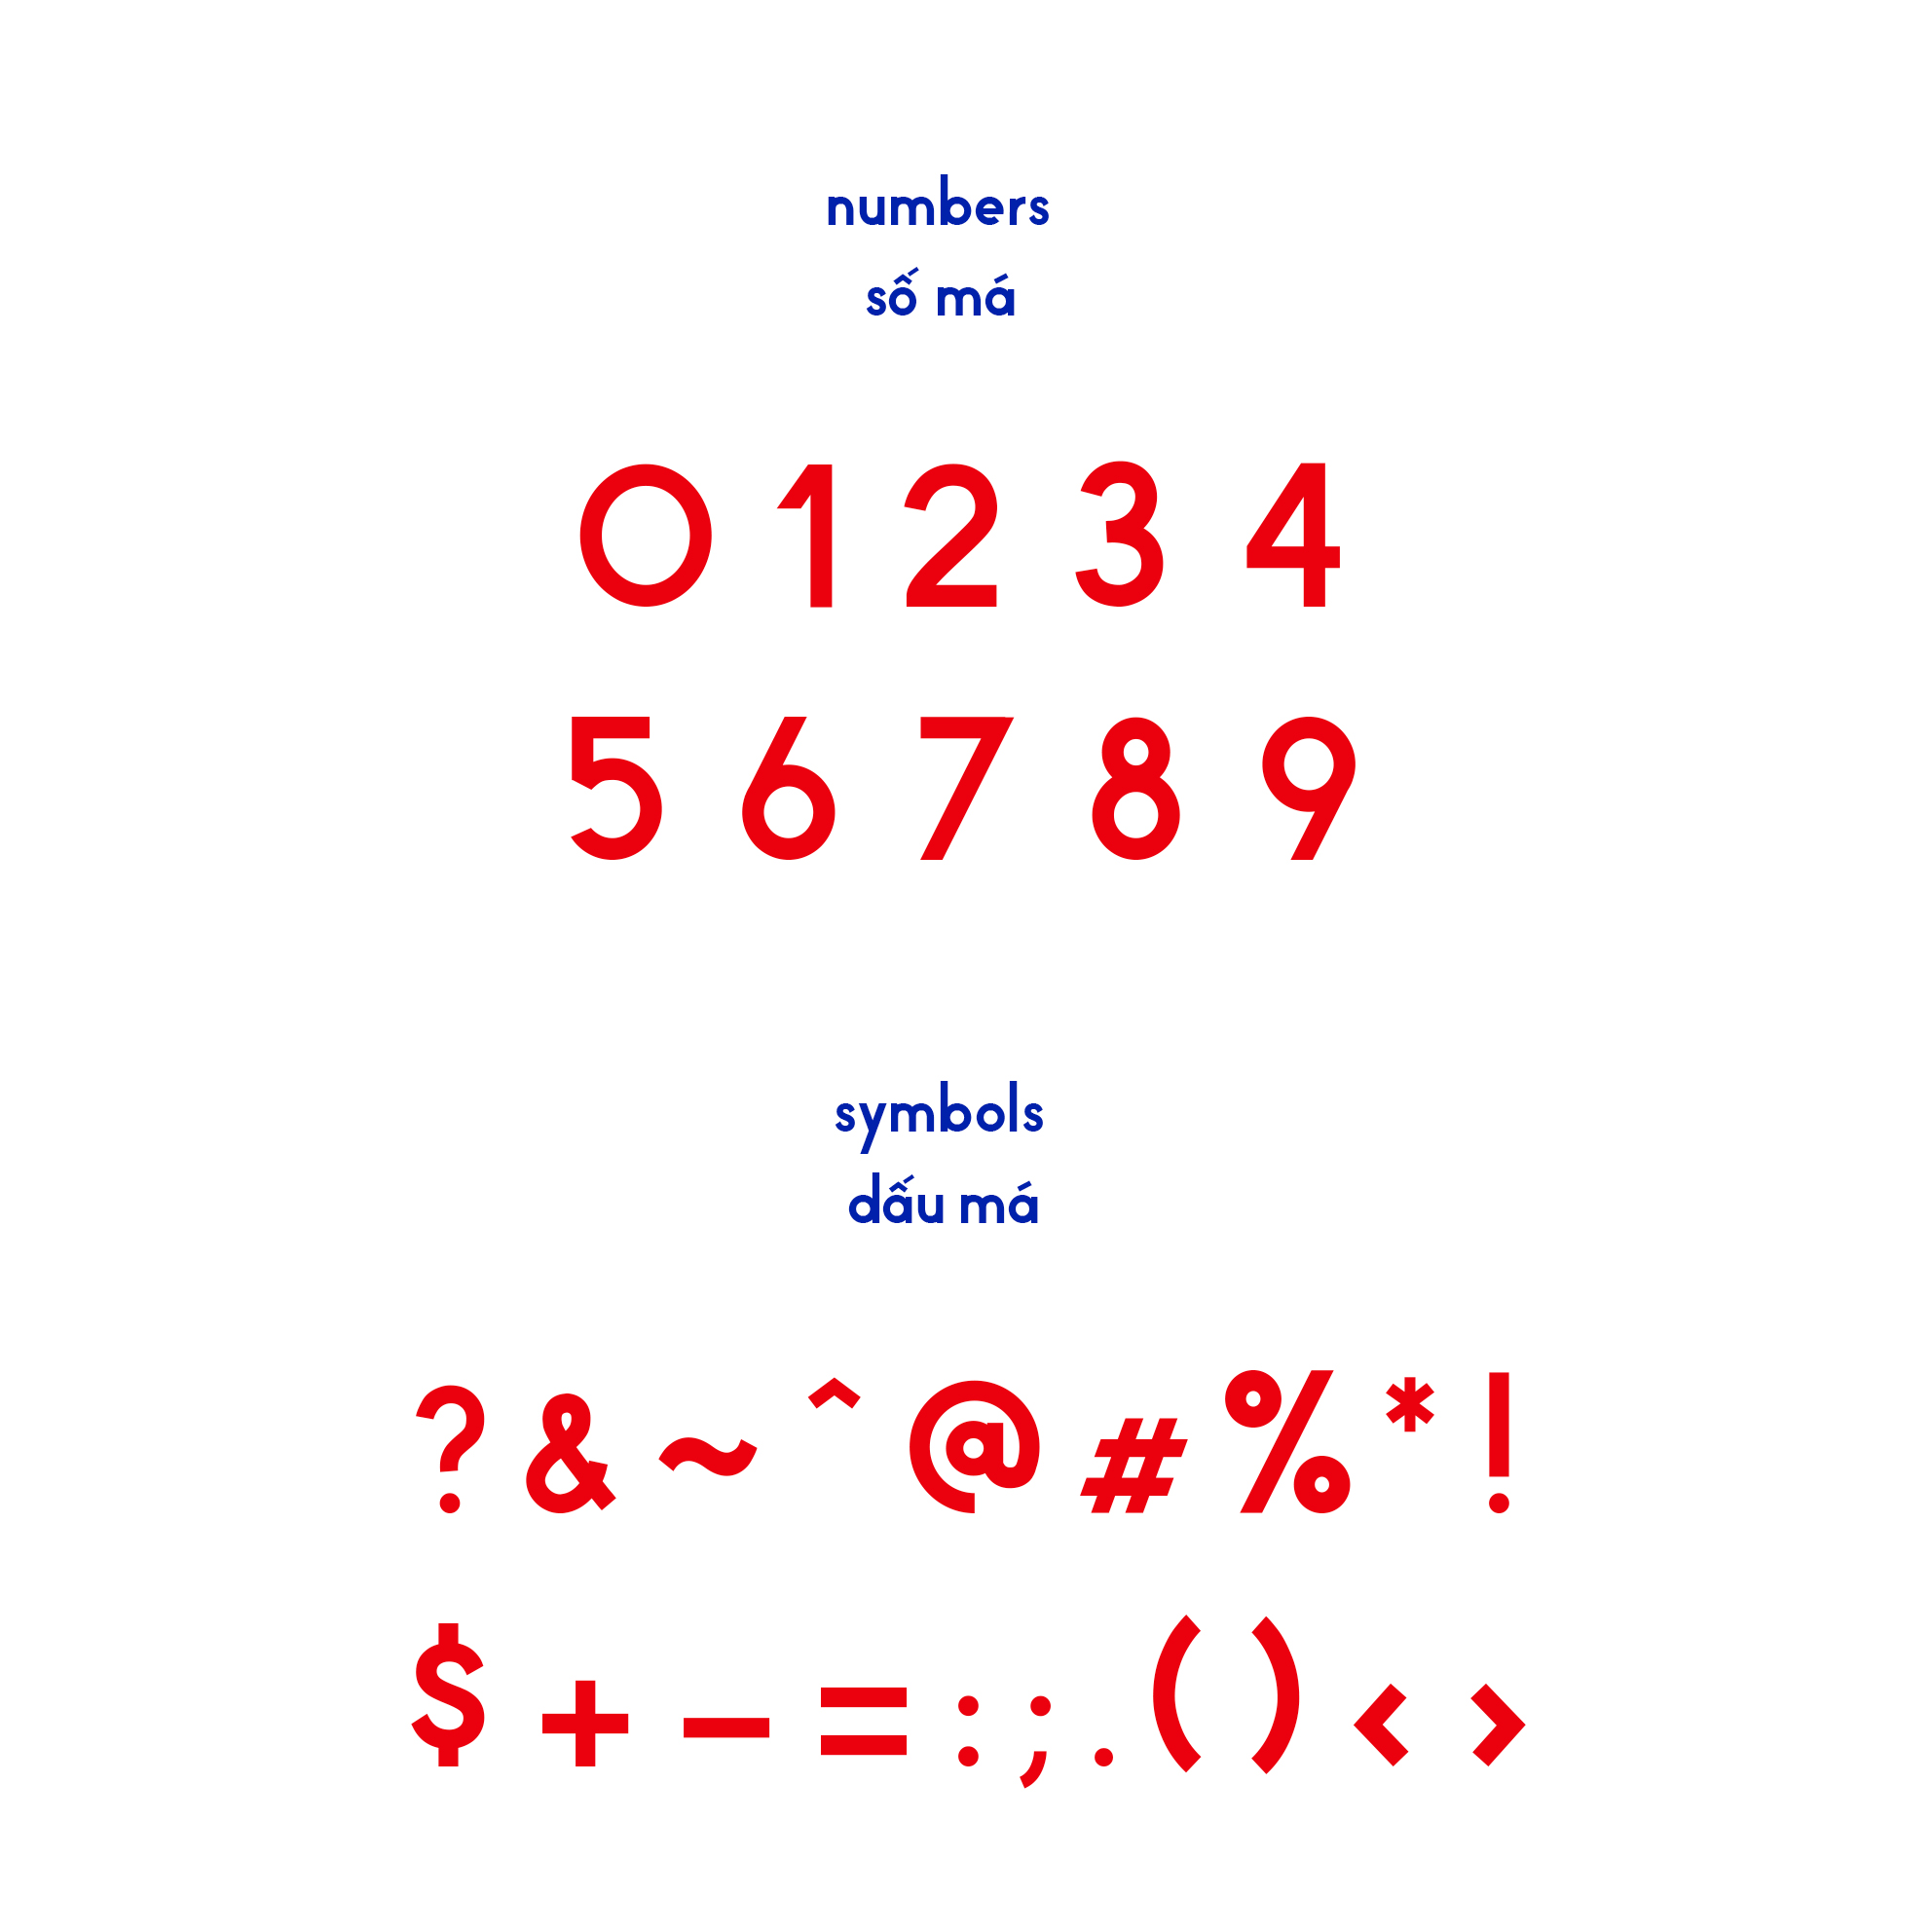 numbers
số má
0 1 2 3 4
5 6 7 8 9
symbols
dấu má
? & ~ ^ @ # % * !
$ + – = : ; . ( ) < >